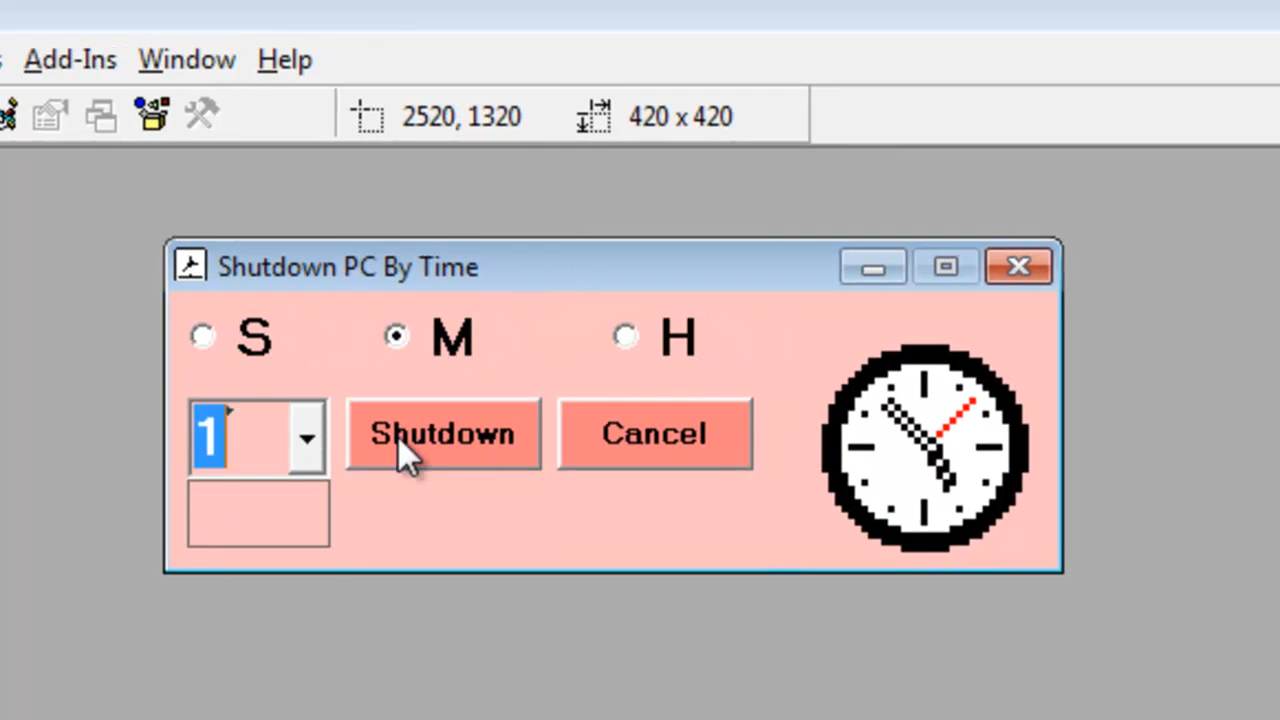 Add-Ins Window Help
2520, 1320 420 x 420
Shutdown PC By Time
S M H
1 Shutdown Cancel